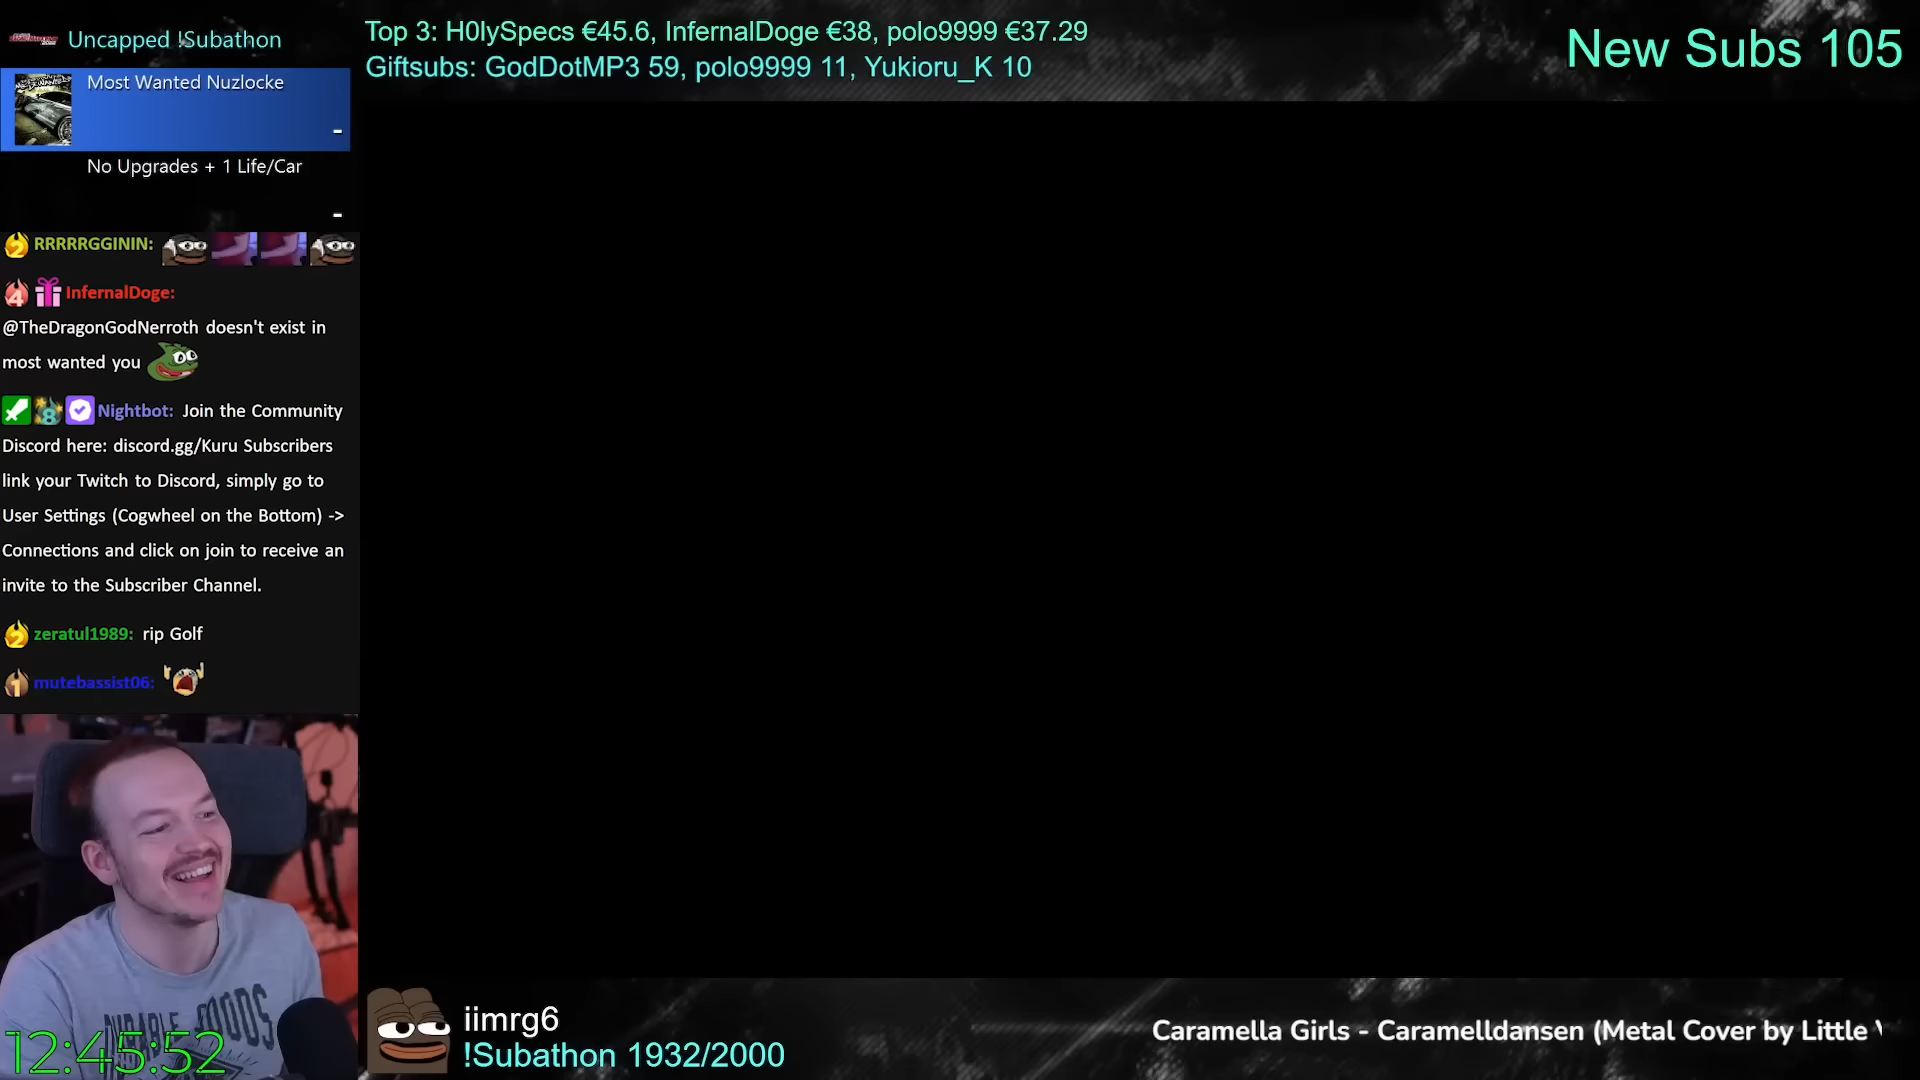 Uncapped !Subathon
Most Wanted Nuzlocke
-
No Upgrades + 1 Life/Car
-
Top 3: H0lySpecs €45.6, InfernalDoge €38, polo9999 €37.29
Giftsubs: GodDotMP3 59, polo9999 11, Yukioru_K 10
New Subs 105
RRRRRGGININ:
InfernalDoge:
@TheDragonGodNerroth doesn't exist in
most wanted you
Nightbot: Join the Community
Discord here: discord.gg/Kuru Subscribers
link your Twitch to Discord, simply go to
User Settings (Cogwheel on the Bottom) ->
Connections and click on join to receive an
invite to the Subscriber Channel.
zeratul1989: rip Golf
mutebassist06:
12:45:52
iimrg6
!Subathon 1932/2000
Caramella Girls - Caramelldansen (Metal Cover by Little